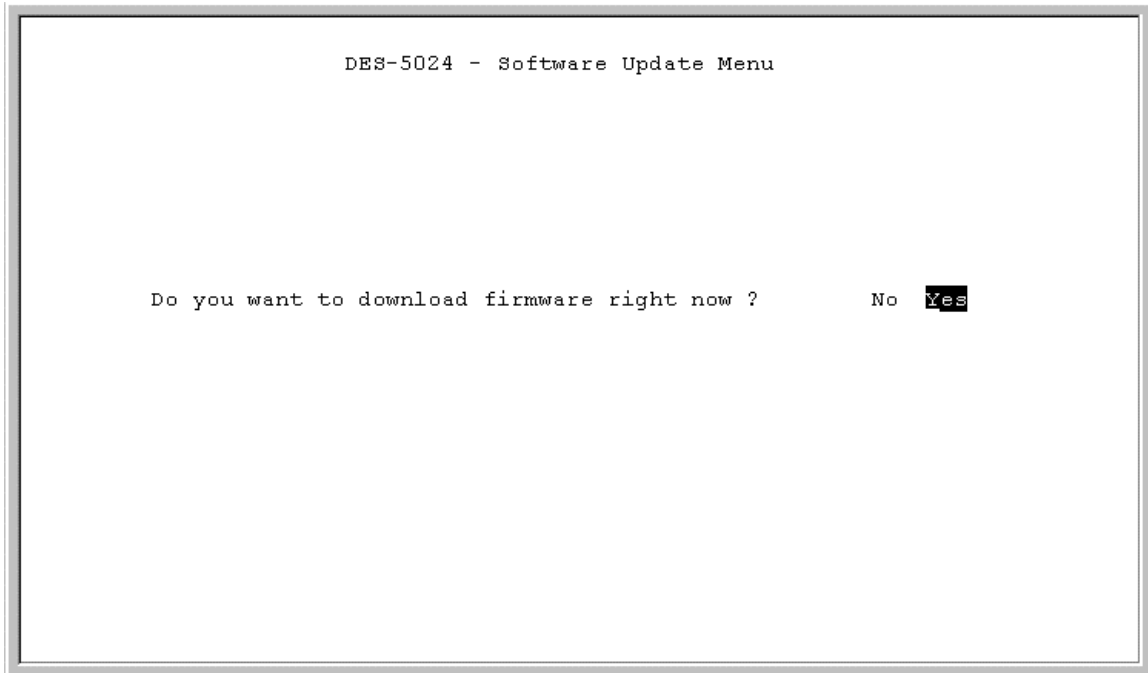 DES-5024 - Software Update Menu
Do you want to download firmware right now ? No Yes